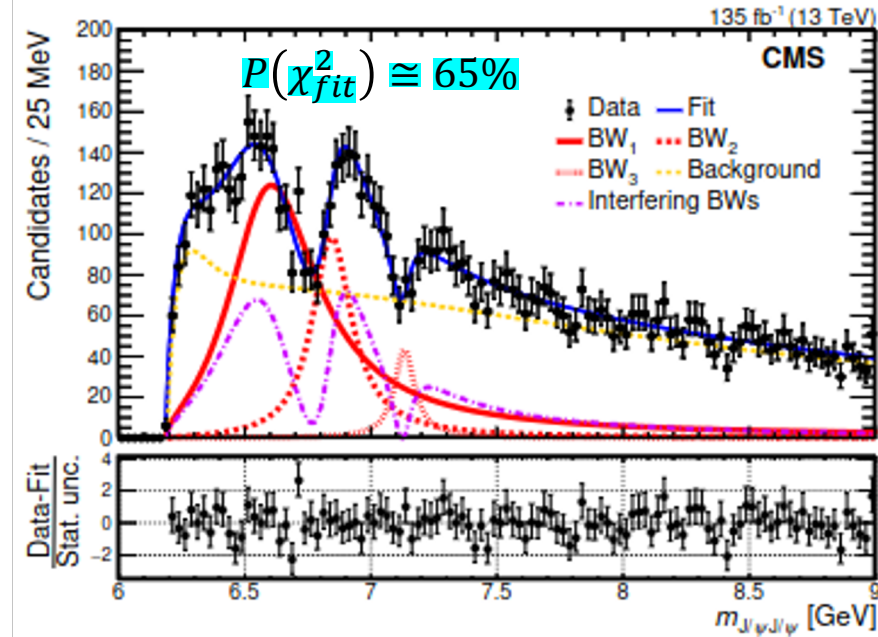 135 fb⁻¹ (13 TeV)
CMS
P(χ²_fit) ≅ 65%
Data
Fit
BW₁
BW₂
BW₃
Background
Interfering BWs
Candidates / 25 MeV
200
180
160
140
120
100
80
60
40
20
0
Data-Fit
Stat. unc.
4
2
0
−2
6
6.5
7
7.5
8
8.5
9
m_J/ψJ/ψ [GeV]